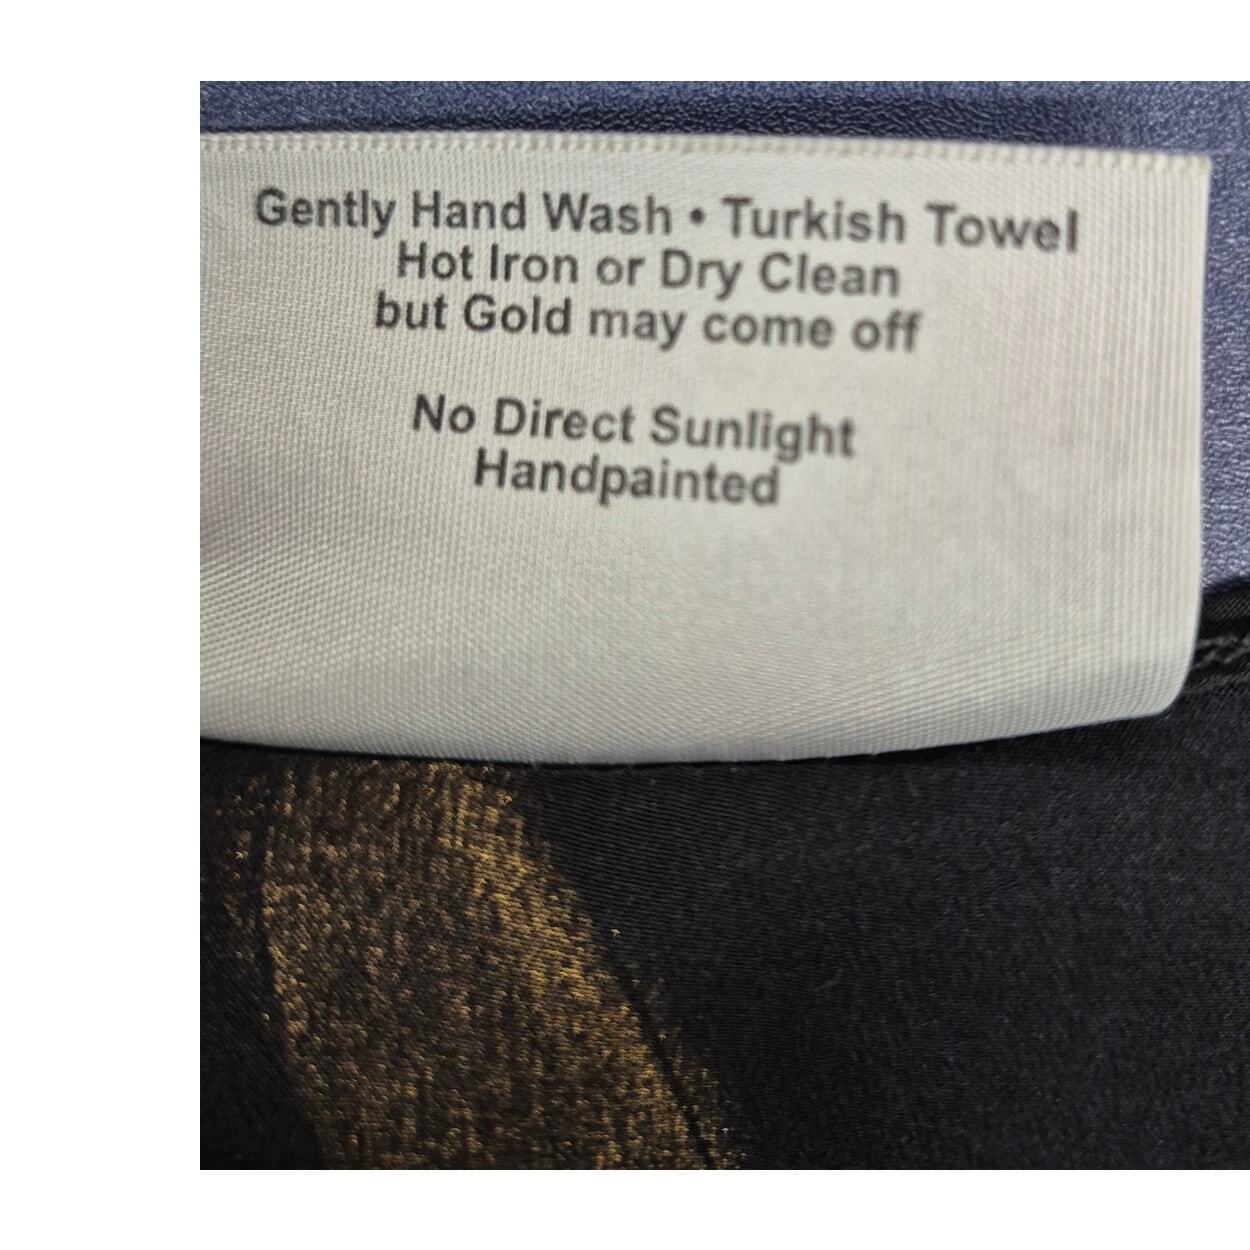 Gently Hand Wash • Turkish Towel
Hot Iron or Dry Clean
but Gold may come off
No Direct Sunlight
Handpainted